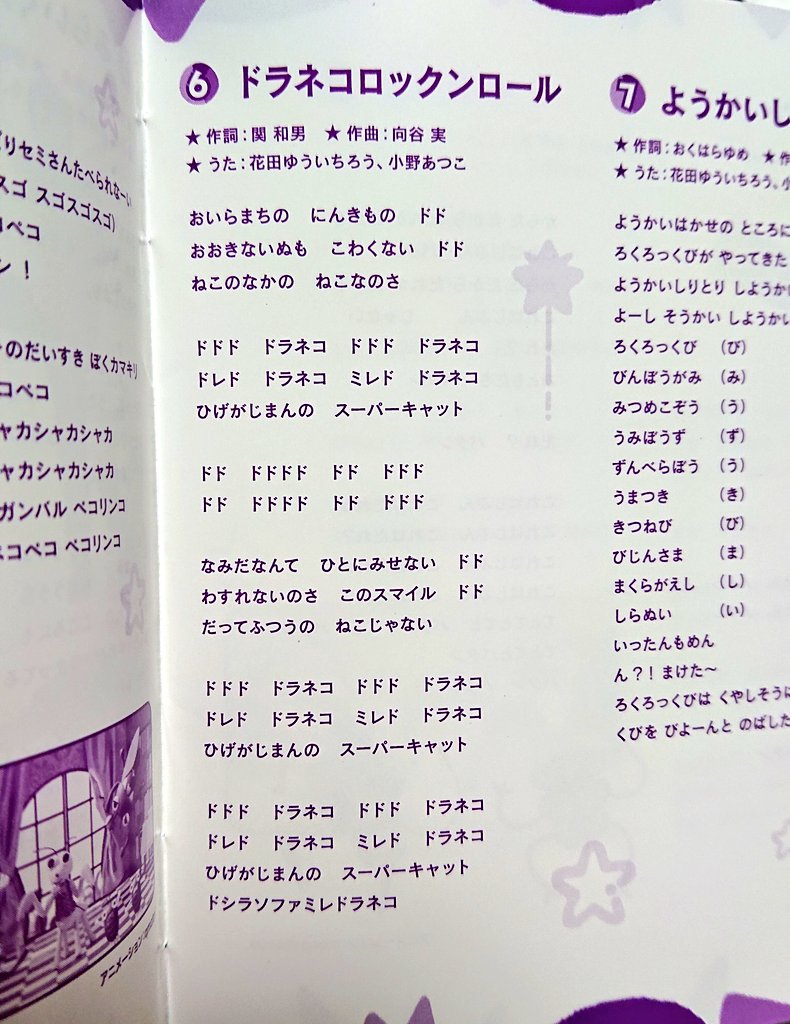 りセミさんたべられなーい
スゴ スゴスゴスゴ)
コペコ
ン！
のだいすき ぼくカマキリ
コペコ
ャカシャカシャカ
ャカシャカシャカ
ガンバル ペコリンコ
ペコペコ ペコリンコ
アニメーション
6 ドラネコロックンロール
★ 作詞：関 和男 ★ 作曲：向谷 実
★ うた：花田ゆういちろう、小野あつこ
おいらまちの にんきもの ドド
おおきないぬも こわくない ドド
ねこのなかの ねこなのさ
ドドド ドラネコ ドドド ドラネコ
ドレド ドラネコ ミレド ドラネコ
ひげがじまんの スーパーキャット
ドド ドドドド ドド ドドド
ドド ドドドド ドド ドドド
なみだなんて ひとにみせない ドド
わすれないのさ このスマイル ドド
だってふつうの ねこじゃない
ドドド ドラネコ ドドド ドラネコ
ドレド ドラネコ ミレド ドラネコ
ひげがじまんの スーパーキャット
ドドド ドラネコ ドドド ドラネコ
ドレド ドラネコ ミレド ドラネコ
ひげがじまんの スーパーキャット
ドシラソファミレドラネコ
7 ようかいし
★ 作詞：おくはらゆめ ★ 作
★ うた：花田ゆういちろう、小
ようかいはかせの ところに
ろくろっくびが やってきた
ようかいしりとり しようか
よーし そうかい しようか
ろくろっくび （び）
びんぼうがみ （み）
みつめこぞう （う）
うみぼうず （ず）
ずんべらぼう （う）
うまつき （き）
きつねび （び）
びじんさま （ま）
まくらがえし （し）
しらぬい （い）
いったんもめん
ん？！ まけた〜
ろくろっくびは くやしそうに
くびを びよーんと のばした